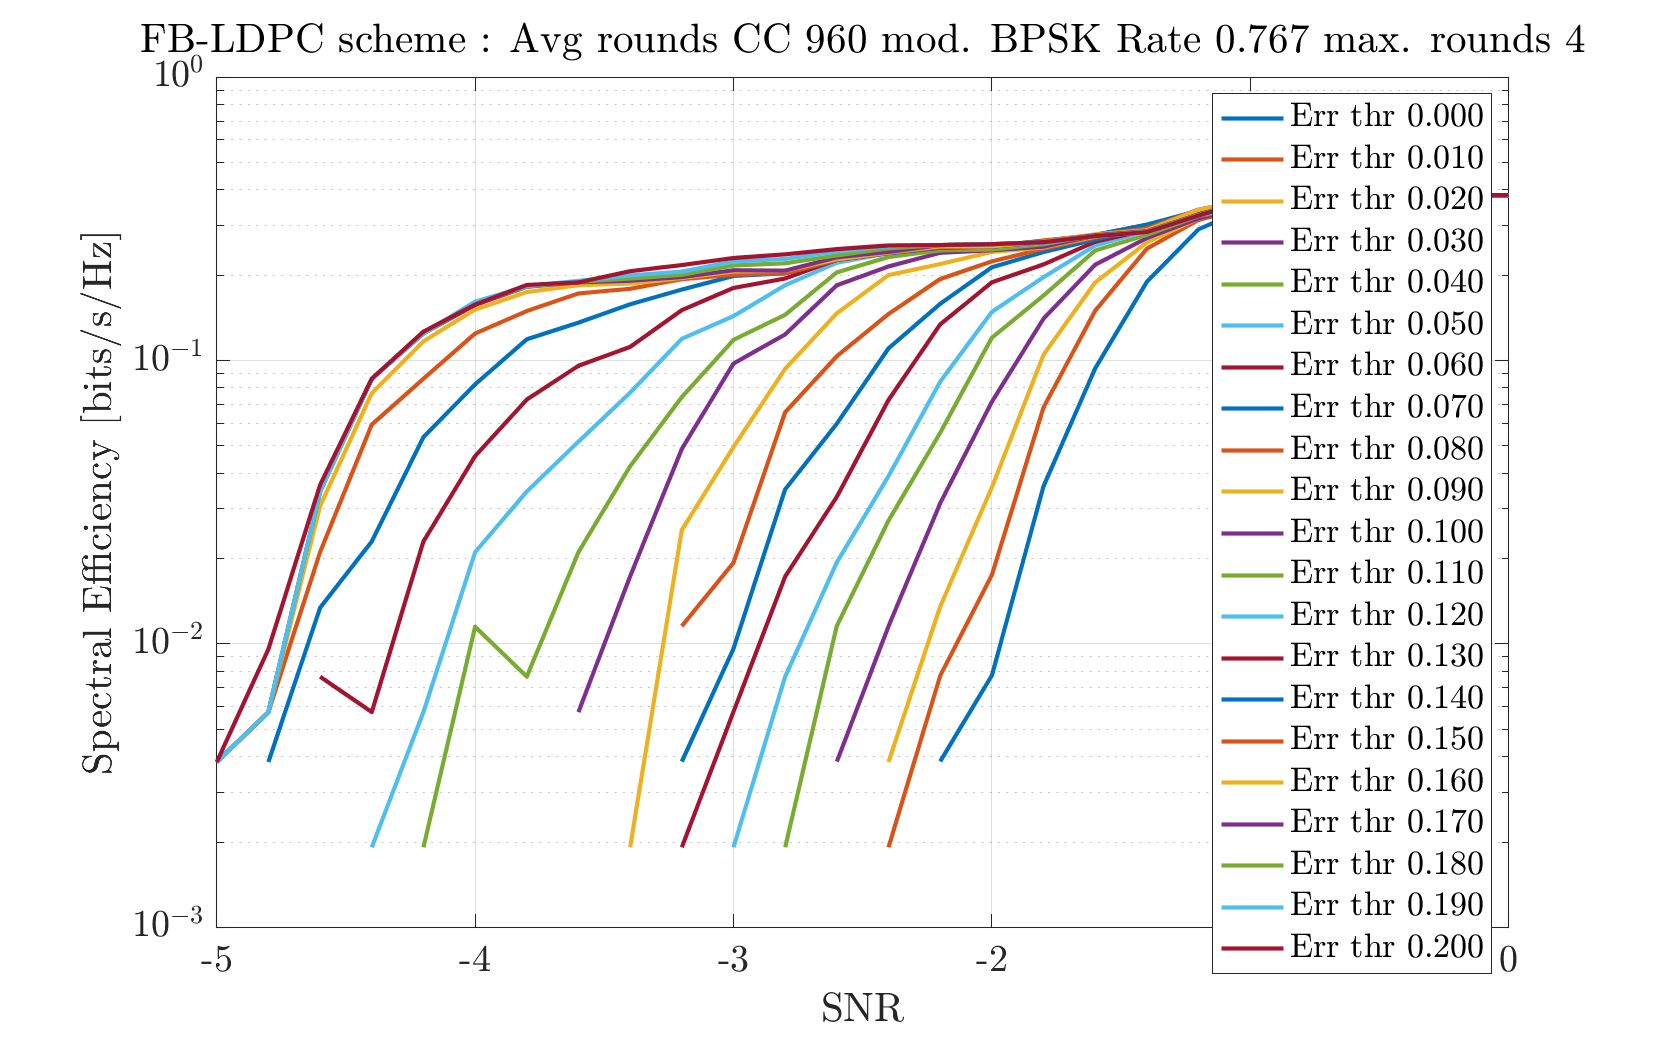 FB-LDPC scheme : Avg rounds CC 960 mod. BPSK Rate 0.767 max. rounds 4
10^0
10^-1
10^-2
10^-3
Spectral Efficiency [bits/s/Hz]
Err thr 0.000
Err thr 0.010
Err thr 0.020
Err thr 0.030
Err thr 0.040
Err thr 0.050
Err thr 0.060
Err thr 0.070
Err thr 0.080
Err thr 0.090
Err thr 0.100
Err thr 0.110
Err thr 0.120
Err thr 0.130
Err thr 0.140
Err thr 0.150
Err thr 0.160
Err thr 0.170
Err thr 0.180
Err thr 0.190
Err thr 0.200
-5 -4 -3 -2 0
SNR